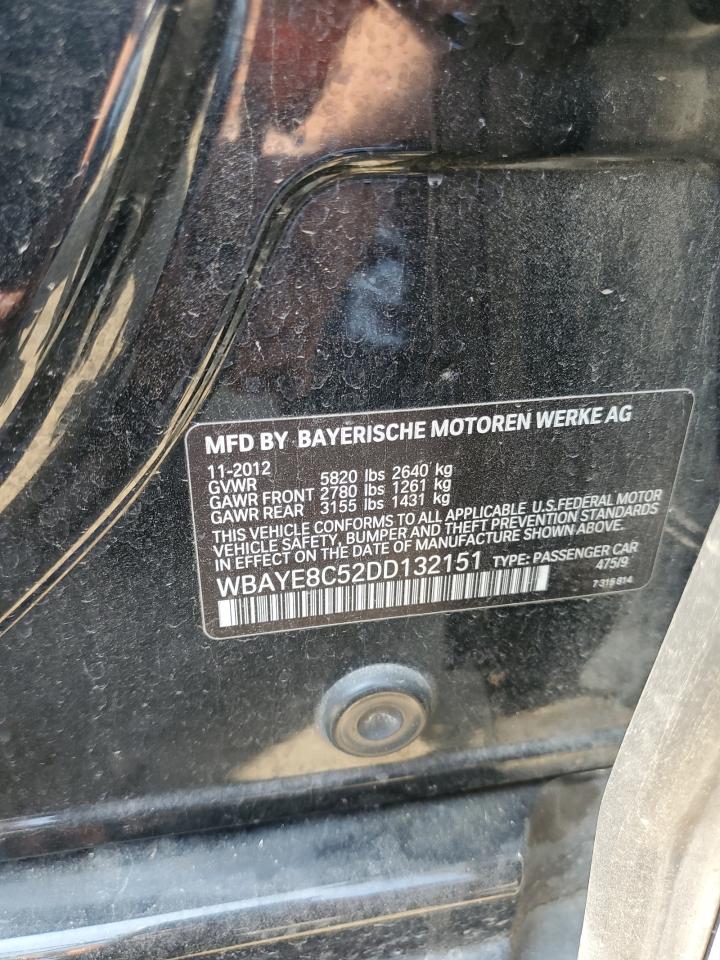 MFD BY BAYERISCHE MOTOREN WERKE AG
11-2012
GVWR 5820 lbs 2640 kg
GAWR FRONT 2780 lbs 1261 kg
GAWR REAR 3155 lbs 1431 kg
THIS VEHICLE CONFORMS TO ALL APPLICABLE U.S.FEDERAL MOTOR
VEHICLE SAFETY, BUMPER AND THEFT PREVENTION STANDARDS
IN EFFECT ON THE DATE OF MANUFACTURE SHOWN ABOVE.
WBAYE8C52DD132151 TYPE: PASSENGER CAR
475/9
7 316 814